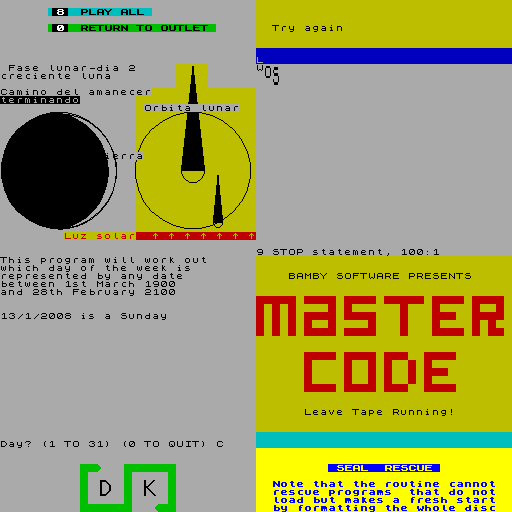 8 PLAY ALL
0 RETURN TO OUTLET
Fase lunar-dia 2
creciente luna
Camino del amanecer
terminando
Orbita lunar
ierra
Luz solar ↑ ↑ ↑ ↑ ↑ ↑ ↑ ↑
Try again
9 STOP statement, 100:1
This program will work out
which day of the week is
represented by any date
between 1st March 1900
and 28th February 2100
13/1/2008 is a Sunday
Day? (1 TO 31) (0 TO QUIT) C
BAMBY SOFTWARE PRESENTS
MASTER
CODE
Leave Tape Running!
D K
SEAL RESCUE
Note that the routine cannot
rescue programs that do not
load but makes a fresh start
by formatting the whole disc